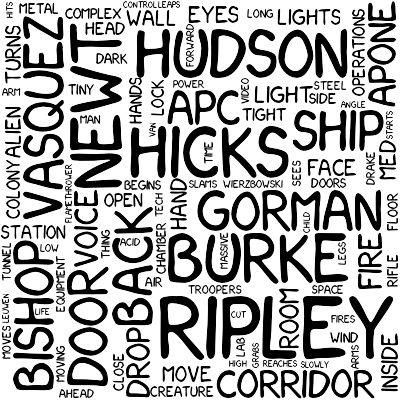 HITS
METAL
COMPLEX
HEAD
CONTROL
LEAPS
WALL
EYES
LONG
LIGHTS
OPERATIONS
APONE
TURNS
VASQUEZ
NEWT
DARK
HUDSON
FORWARD
ARM
TINY
MAN
HANDS
LOCK
POWER
APC
VIDEO
LIGHT
STEEL
SIDE
ANGLE
TIGHT
SHIP
MED
STARTS
COLONY
ALIEN
VAN
HICKS
TIME
FLAMETHROWER
BEGINS
SLAMS
WIERZBOWSKI
SEES
FACE
DOORS
DRAKE
OPEN
VOICE
TECH
HAND
GORMAN
CHILD
FLOOR
STATION
TUNNEL
LOW
BISHOP
EQUIPMENT
DOOR
THING
ACID
BACK
CHAMBER
AIR
MASSIVE
BURKE
LEGS
FIRE
RIFLE
TROOPERS
SPACE
MOVES
LEUWEN
LIFE
MOVING
DROP
CLOSE
RIPLEY
CUT
ROOM
FIRES
WIND
INSIDE
LAB
GRABS
HIGH
REACHES
SLOWLY
ARMS
AHEAD
MOVE
CREATURE
CORRIDOR